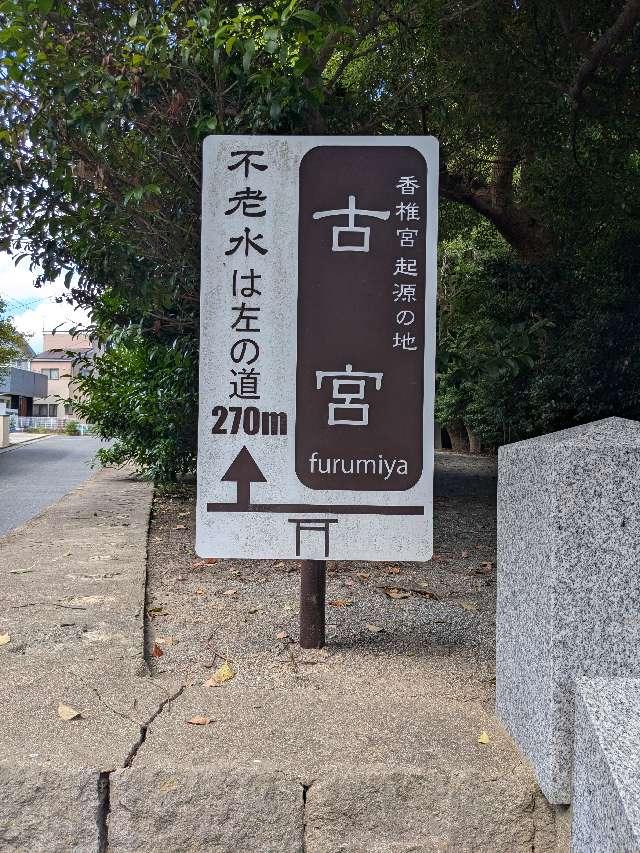 香椎宮起源の地
古宮
furumiya
不老水は左の道
270m